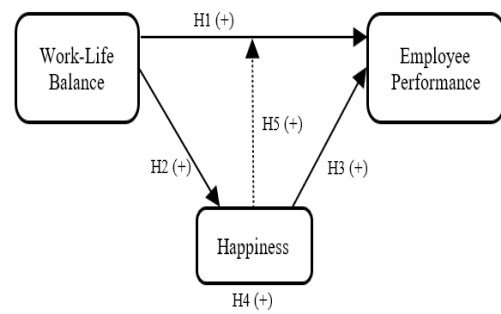 H1 (+)
Work-Life
Balance
Employee
Performance
H5 (+)
H2 (+)
H3 (+)
Happiness
H4 (+)